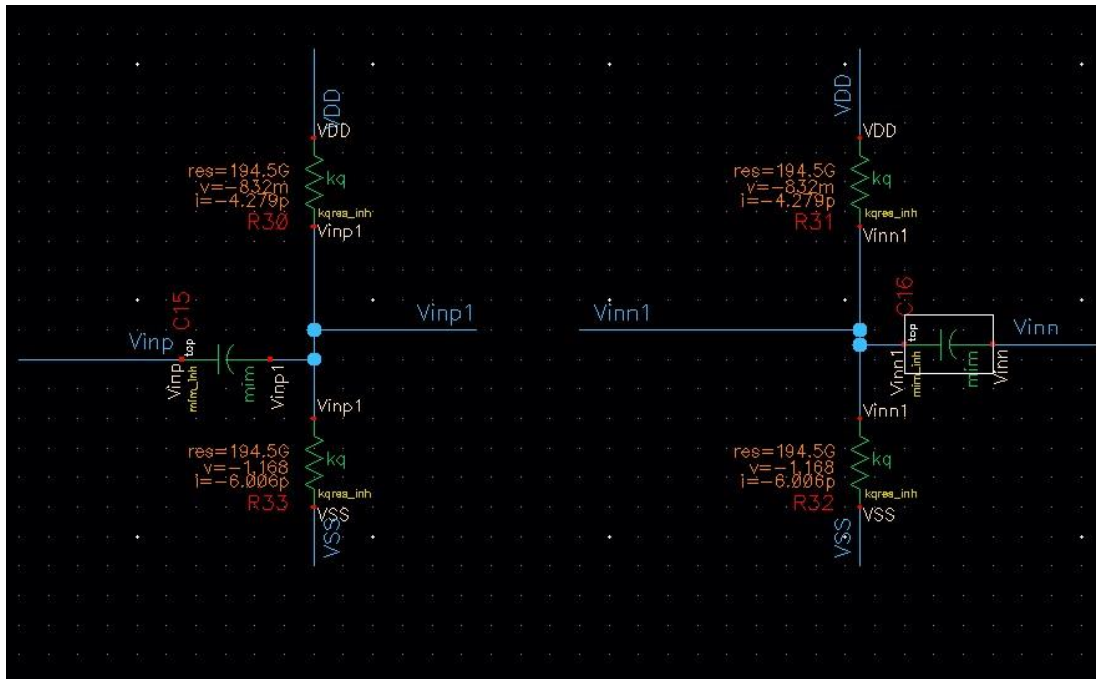 VDD
VDD
res=194.5G
v=-832m
i=-4.279p
kq
kqres_inh
R30
Vinp1
Vinp1
C15
Vinp
top
Vinp
mim_inh
mim
Vinp1
Vinp1
res=194.5G
v=-1.168
i=-6.006p
kq
kqres_inh
R33
VSS
VSS
VDD
VDD
res=194.5G
v=-832m
i=-4.279p
kq
kqres_inh
R31
Vinn1
Vinn1
C16
Vinn
top
Vinn1
mim_inh
mim
Vinn
Vinn1
res=194.5G
v=-1.168
i=-6.006p
kq
kqres_inh
R32
VSS
VSS